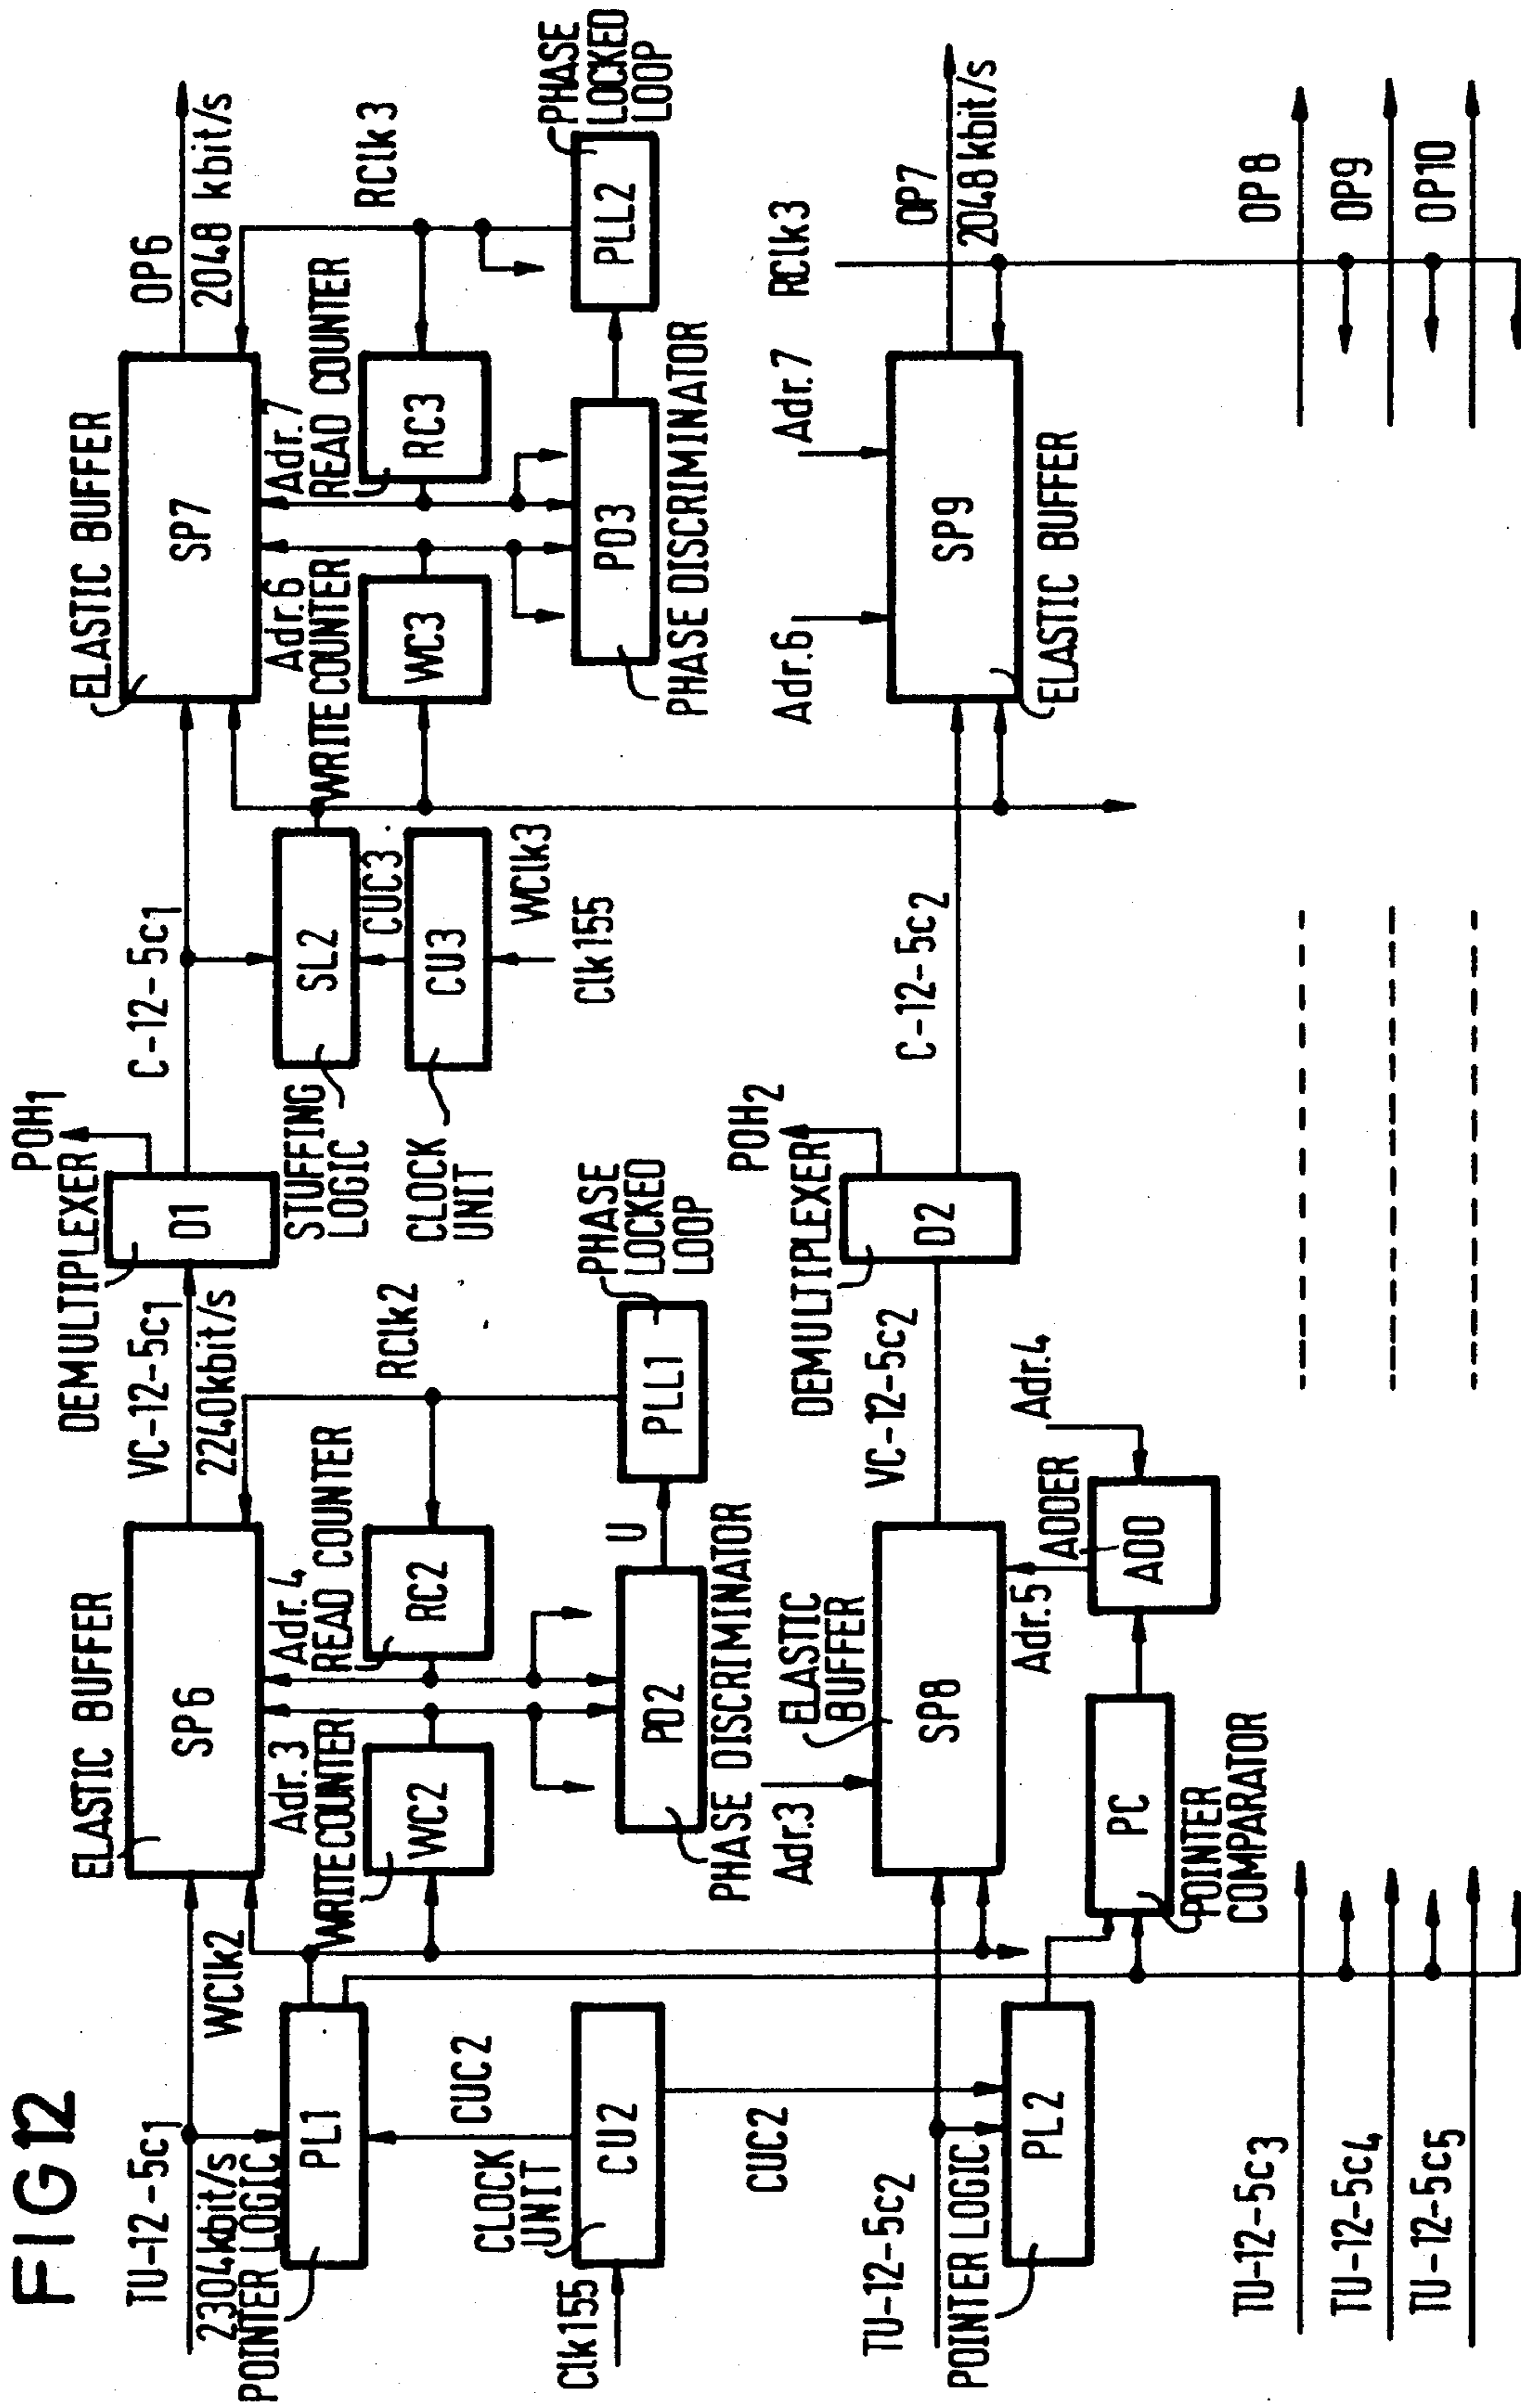 FIG 12
TU-12-5c1
2304 kbit/s
POINTER LOGIC
PL1
WClk2
CUC2
CLOCK
UNIT
CU2
Clk155
CUC2
TU-12-5c2
POINTER LOGIC
PL2
TU-12-5c3
TU-12-5c4
TU-12-5c5
ELASTIC BUFFER
SP6
Adr.3
WRITE COUNTER
WC2
Adr.4
READ COUNTER
RC2
RClk2
PD2
PHASE DISCRIMINATOR
U
PLL1
PHASE
LOCKED
LOOP
Adr.3
ELASTIC
BUFFER
SP8
Adr.5
PC
POINTER
COMPARATOR
ADDER
ADD
Adr.4
VC-12-5c1
2240 kbit/s
DEMULTIPLEXER
D1
POH1
VC-12-5c2
DEMULTIPLEXER
D2
POH2
C-12-5c1
STUFFING
LOGIC
SL2
CUC3
CLOCK
UNIT
CU3
WClk3
Clk155
C-12-5c2
ELASTIC BUFFER
SP7
Adr.6
WRITE COUNTER
WC3
Adr.7
READ COUNTER
RC3
RClk3
PD3
PHASE DISCRIMINATOR
PLL2
PHASE
LOCKED
LOOP
OP6
2048 kbit/s
Adr.6
Adr.7
SP9
ELASTIC BUFFER
RClk3
OP7
2048 kbit/s
OP8
OP9
OP10